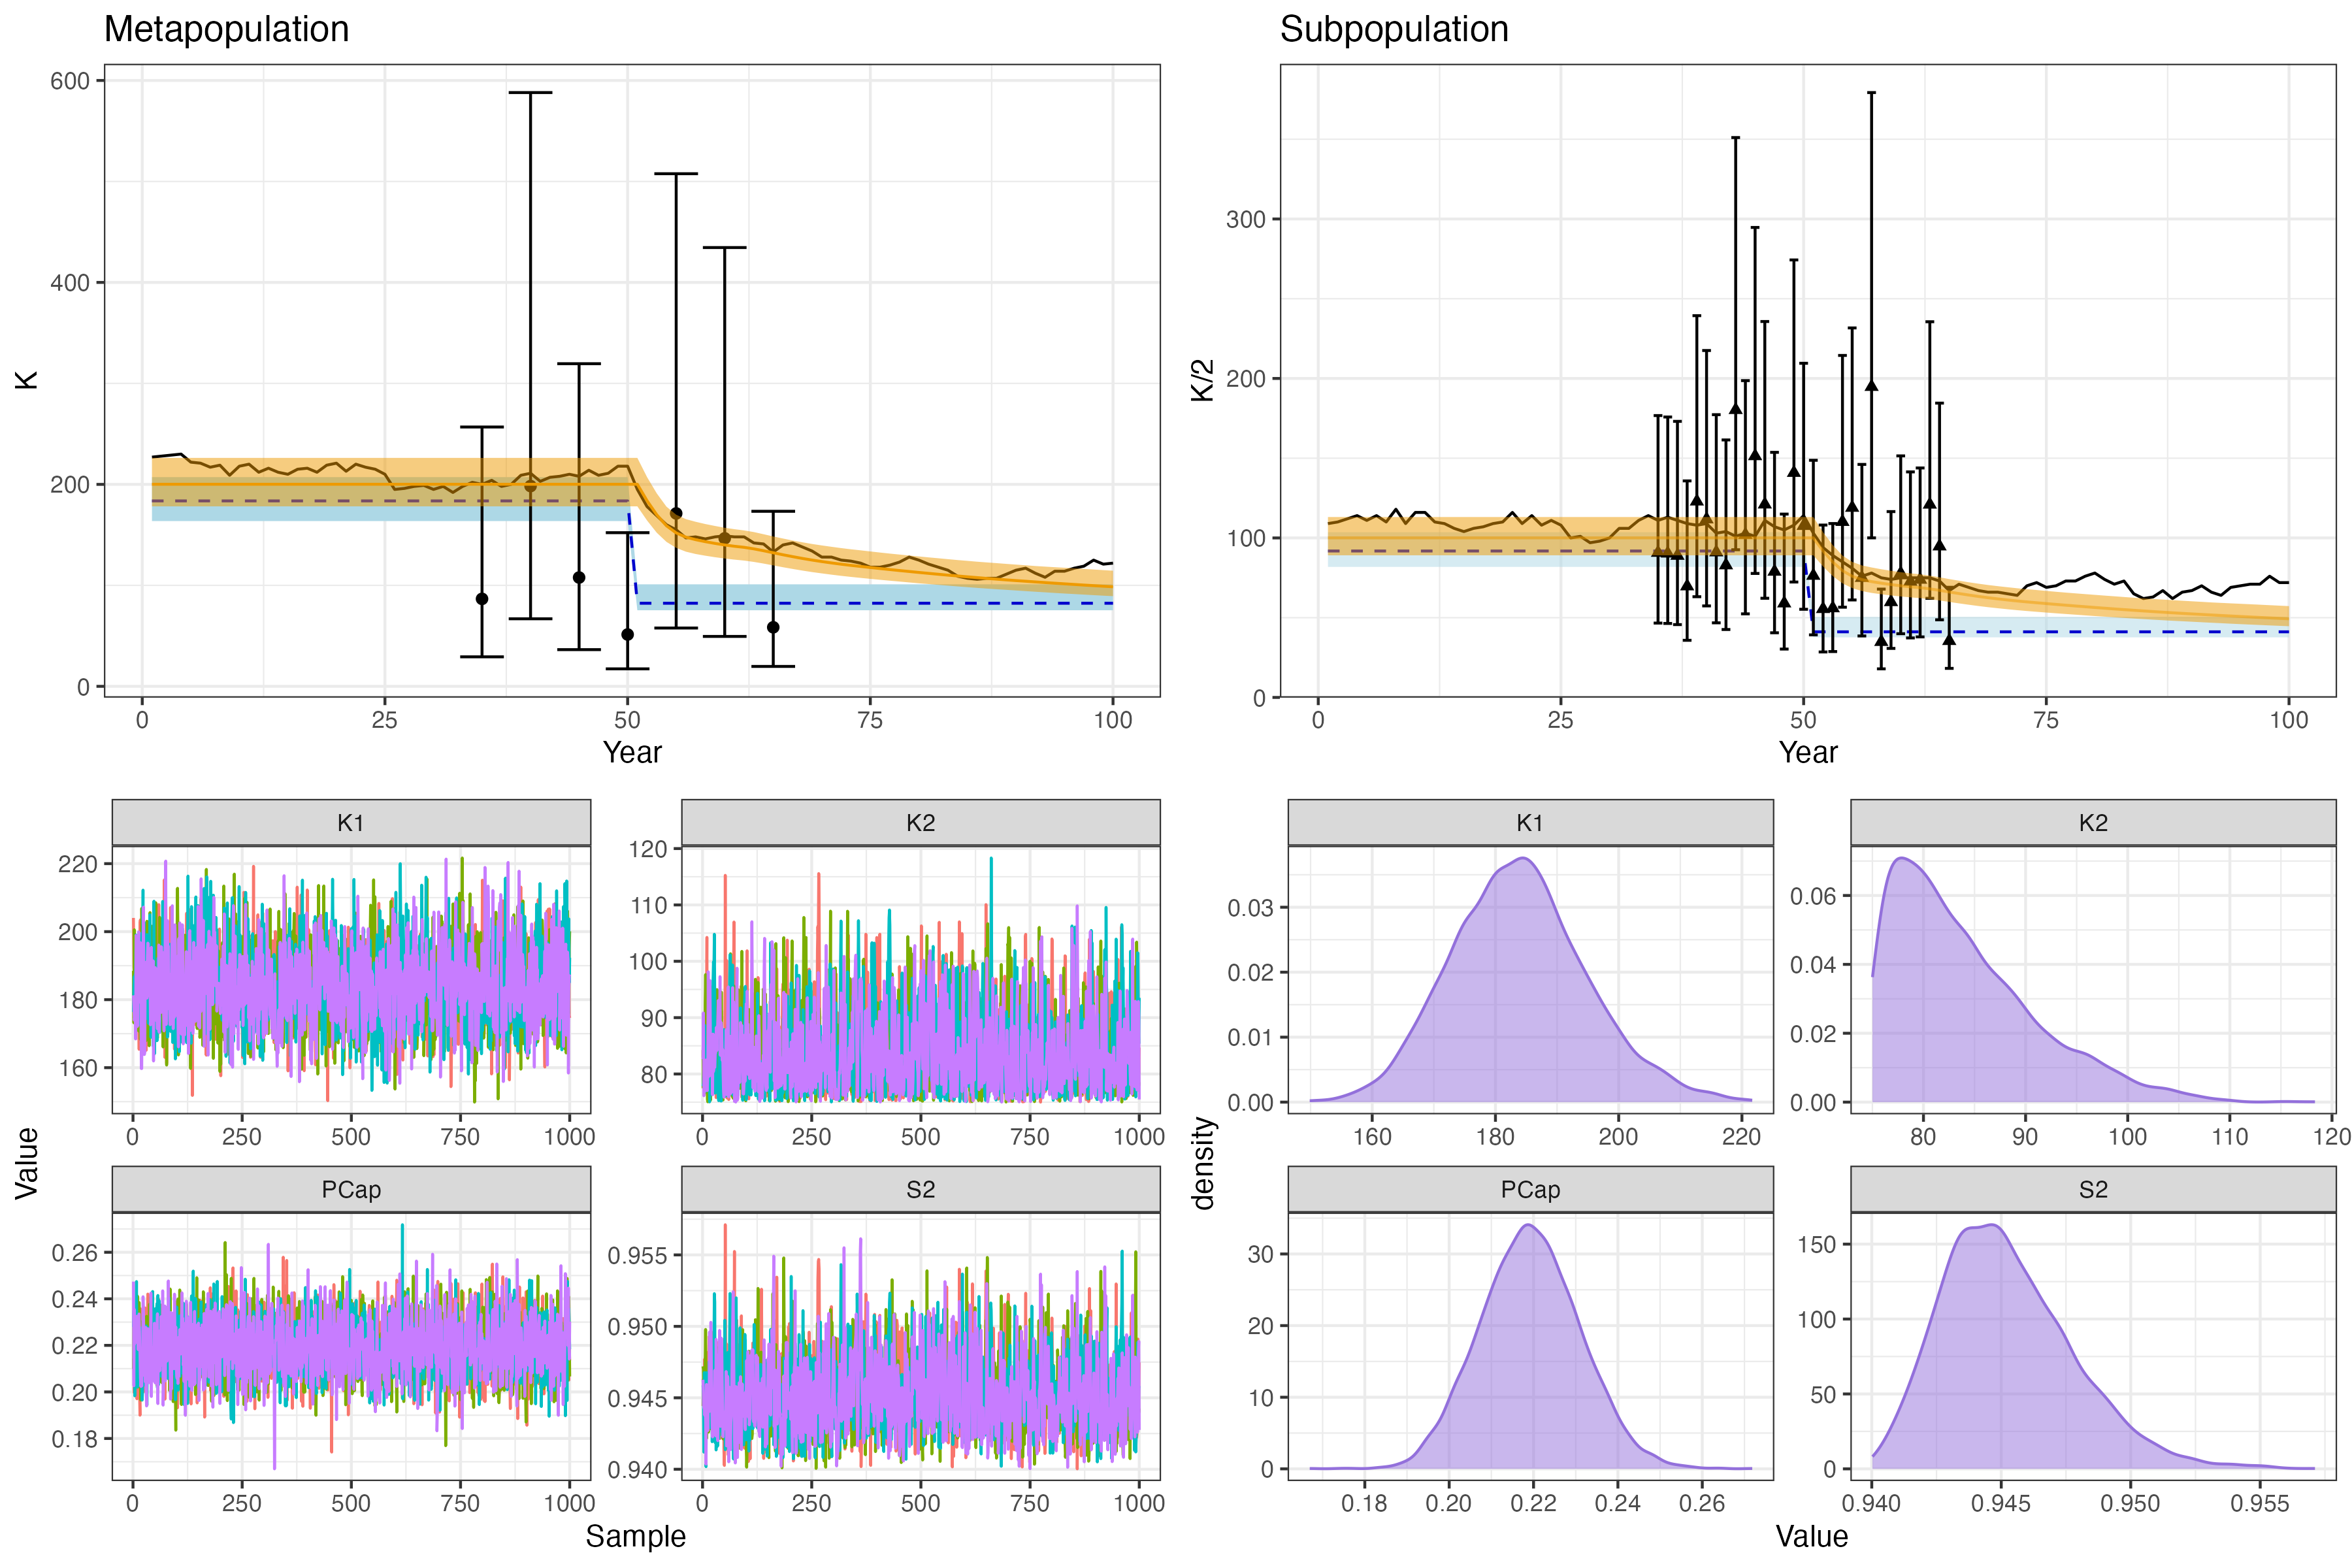 Metapopulation
Subpopulation
600
400
200
0
K
0 25 50 75 100
Year
300
200
100
0
K/2
0 25 50 75 100
Year
K1
K2
220
200
180
160
0 250 500 750 1000
120
110
100
90
80
0 250 500 750 1000
PCap
S2
0.26
0.24
0.22
0.20
0.18
0 250 500 750 1000
0.955
0.950
0.945
0.940
0 250 500 750 1000
Value
Sample
K1
K2
0.03
0.02
0.01
0.00
160 180 200 220
0.06
0.04
0.02
0.00
80 90 100 110 120
PCap
S2
30
20
10
0
0.18 0.20 0.22 0.24 0.26
150
100
50
0
0.940 0.945 0.950 0.955
density
Value